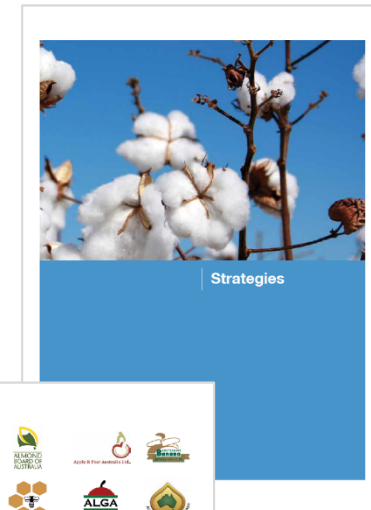 Strategies
ALMOND
BOARD OF
AUSTRALIA
Apple & Pear Australia Ltd.
ALGA